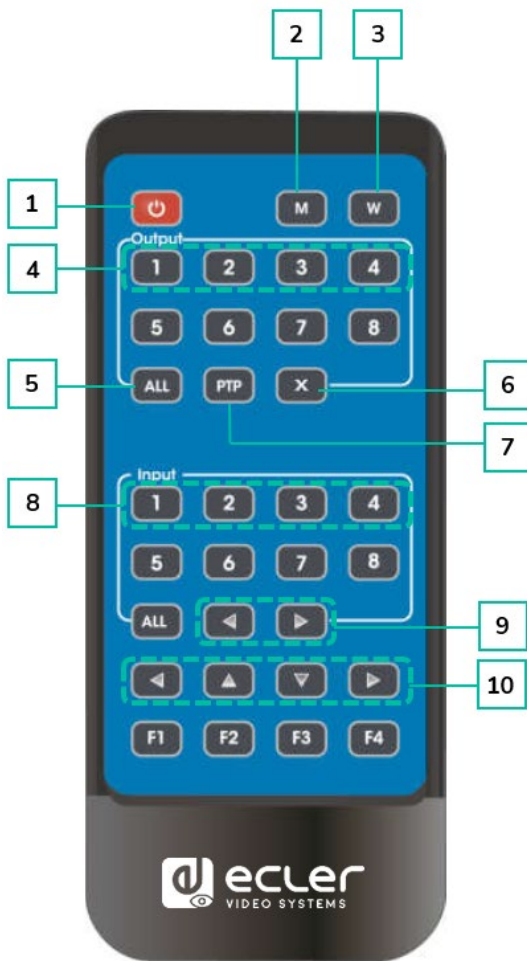 2 3
1 M W
Output
4 1 2 3 4
5 6 7 8
5 ALL PTP X 6
7
Input
8 1 2 3 4
5 6 7 8
ALL 9
10
F1 F2 F3 F4
ecler
VIDEO SYSTEMS